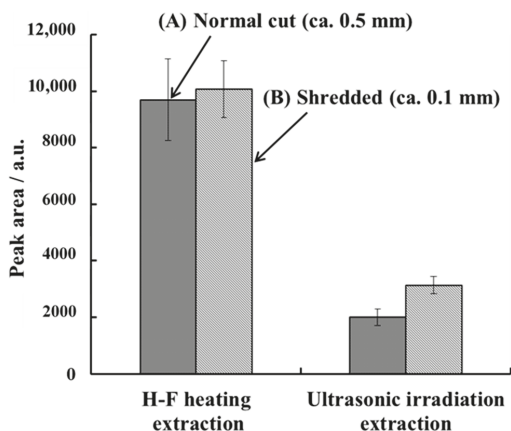 (A) Normal cut (ca. 0.5 mm)
(B) Shredded (ca. 0.1 mm)
Peak area / a.u.
12,000
10,000
8000
6000
4000
2000
0
H-F heating
extraction
Ultrasonic irradiation
extraction